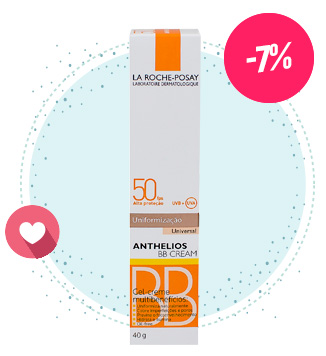 -7%
LA ROCHE-POSAY
LABORATOIRE DERMATOLOGIQUE
50 fps
Alta proteção UVB + UVA
Uniformização
Universal
ANTHELIOS
BB CREAM
BB
Gel-creme
multibenefícios:
40 g